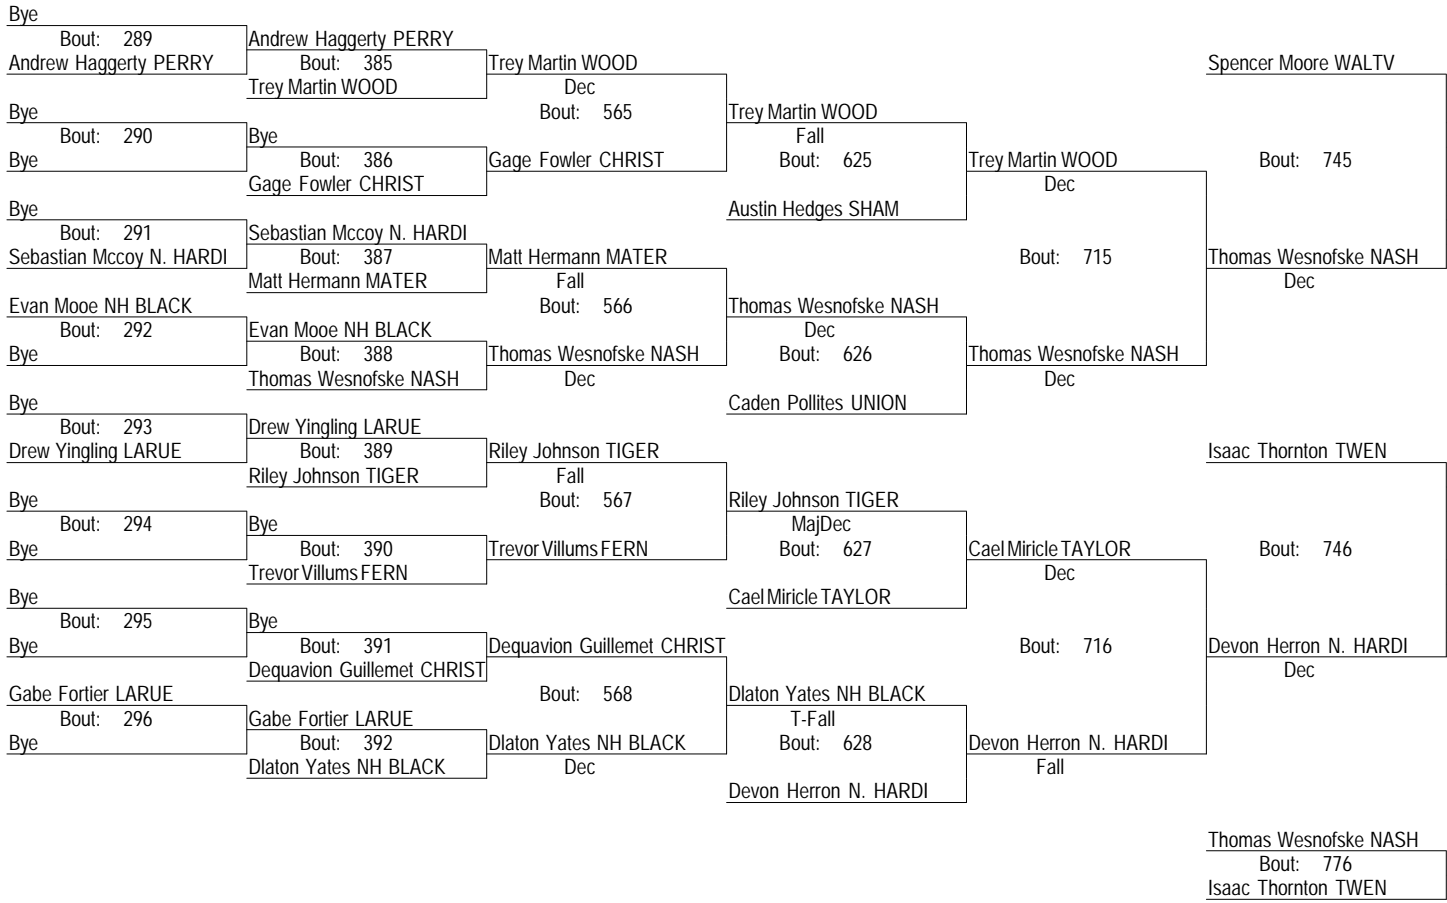 Bye
Bout: 289
Andrew Haggerty PERRY
Bye
Bout: 290
Bye
Bye
Bout: 291
Sebastian Mccoy N. HARDI
Evan Mooe NH BLACK
Bout: 292
Bye
Bye
Bout: 293
Drew Yingling LARUE
Bye
Bout: 294
Bye
Bye
Bout: 295
Bye
Gabe Fortier LARUE
Bout: 296
Bye
Andrew Haggerty PERRY
Bout: 385
Trey Martin WOOD
Bye
Bout: 386
Gage Fowler CHRIST
Sebastian Mccoy N. HARDI
Bout: 387
Matt Hermann MATER
Evan Mooe NH BLACK
Bout: 388
Thomas Wesnofske NASH
Drew Yingling LARUE
Bout: 389
Riley Johnson TIGER
Bye
Bout: 390
Trevor Villums FERN
Bye
Bout: 391
Dequavion Guillemet CHRIST
Gabe Fortier LARUE
Bout: 392
Dlaton Yates NH BLACK
Trey Martin WOOD
Dec
Bout: 565
Gage Fowler CHRIST
Matt Hermann MATER
Fall
Bout: 566
Thomas Wesnofske NASH
Dec
Riley Johnson TIGER
Fall
Bout: 567
Trevor Villums FERN
Dequavion Guillemet CHRIST
Bout: 568
Dlaton Yates NH BLACK
Dec
Trey Martin WOOD
Fall
Bout: 625
Austin Hedges SHAM
Thomas Wesnofske NASH
Dec
Bout: 626
Caden Pollites UNION
Riley Johnson TIGER
MajDec
Bout: 627
Cael Miricle TAYLOR
Dlaton Yates NH BLACK
T-Fall
Bout: 628
Devon Herron N. HARDI
Trey Martin WOOD
Dec
Bout: 715
Thomas Wesnofske NASH
Dec
Cael Miricle TAYLOR
Dec
Bout: 716
Devon Herron N. HARDI
Fall
Spencer Moore WALTV
Bout: 745
Thomas Wesnofske NASH
Dec
Isaac Thornton TWEN
Bout: 746
Devon Herron N. HARDI
Dec
Thomas Wesnofske NASH
Bout: 776
Isaac Thornton TWEN